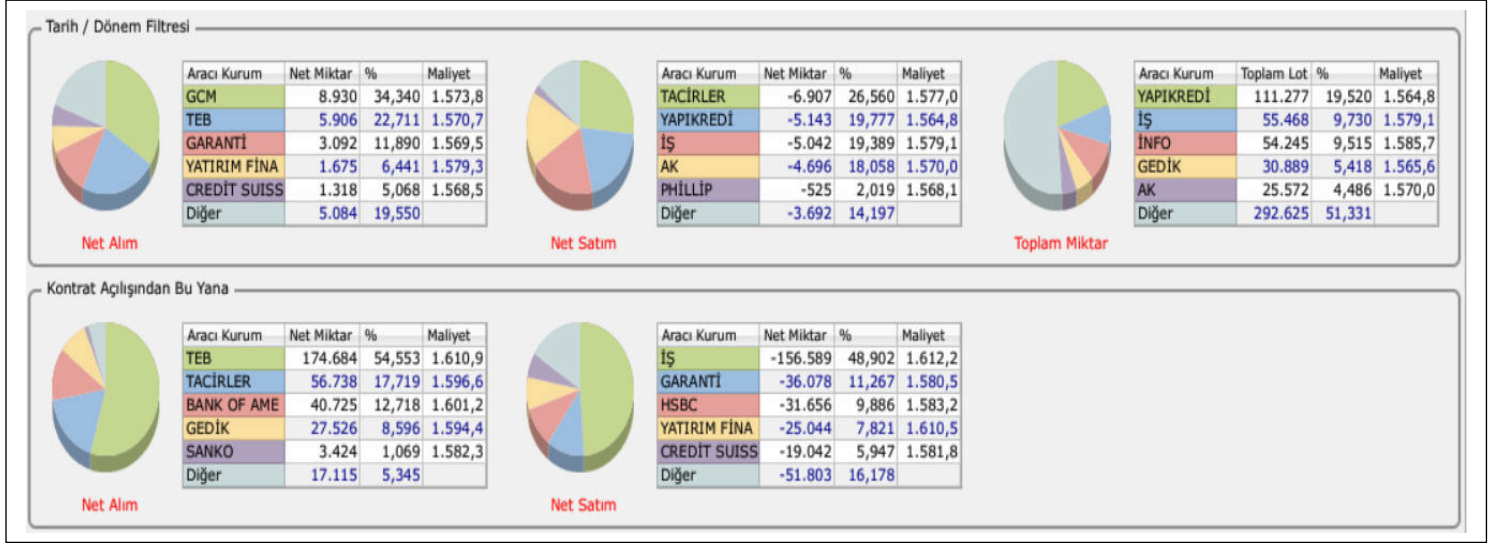 Tarih / Dönem Filtresi
Aracı Kurum Net Miktar % Maliyet
GCM 8.930 34,340 1.573,8
TEB 5.906 22,711 1.570,7
GARANTİ 3.092 11,890 1.569,5
YATIRIM FİNA 1.675 6,441 1.579,3
CREDİT SUISS 1.318 5,068 1.568,5
Diğer 5.084 19,550
Net Alım
Aracı Kurum Net Miktar % Maliyet
TACİRLER -6.907 26,560 1.577,0
YAPIKREDİ -5.143 19,777 1.564,8
İŞ -5.042 19,389 1.579,1
AK -4.696 18,058 1.570,0
PHİLLİP -525 2,019 1.568,1
Diğer -3.692 14,197
Net Satım
Aracı Kurum Toplam Lot % Maliyet
YAPIKREDİ 111.277 19,520 1.564,8
İŞ 55.468 9,730 1.579,1
İNFO 54.245 9,515 1.585,7
GEDİK 30.889 5,418 1.565,6
AK 25.572 4,486 1.570,0
Diğer 292.625 51,331
Toplam Miktar
Kontrat Açılışından Bu Yana
Aracı Kurum Net Miktar % Maliyet
TEB 174.684 54,553 1.610,9
TACİRLER 56.738 17,719 1.596,6
BANK OF AME 40.725 12,718 1.601,2
GEDİK 27.526 8,596 1.594,4
SANKO 3.424 1,069 1.582,3
Diğer 17.115 5,345
Net Alım
Aracı Kurum Net Miktar % Maliyet
İŞ -156.589 48,902 1.612,2
GARANTİ -36.078 11,267 1.580,5
HSBC -31.656 9,886 1.583,2
YATIRIM FİNA -25.044 7,821 1.610,5
CREDİT SUISS -19.042 5,947 1.581,8
Diğer -51.803 16,178
Net Satım